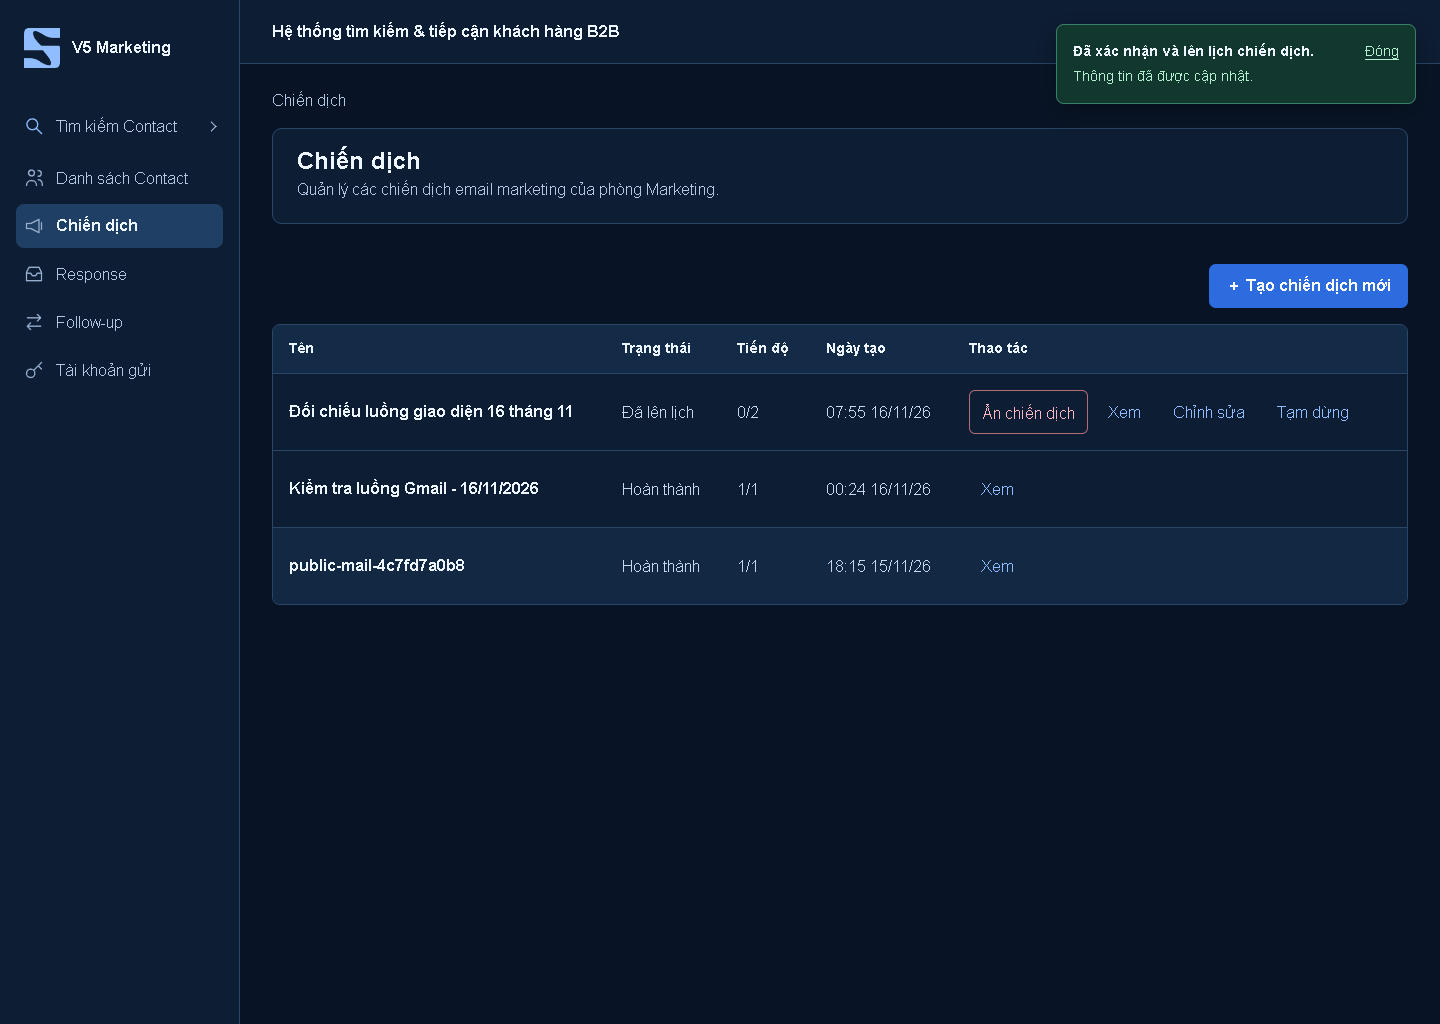 V5 Marketing
Tìm kiếm Contact
Danh sách Contact
Chiến dịch
Response
Follow-up
Tài khoản gửi
Hệ thống tìm kiếm & tiếp cận khách hàng B2B
Đã xác nhận và lên lịch chiến dịch. Đóng
Thông tin đã được cập nhật.
Chiến dịch
Chiến dịch
Quản lý các chiến dịch email marketing của phòng Marketing.
+ Tạo chiến dịch mới
Tên Trạng thái Tiến độ Ngày tạo Thao tác
Đối chiếu luồng giao diện 16 tháng 11 Đã lên lịch 0/2 07:55 16/11/26 Ẩn chiến dịch Xem Chỉnh sửa Tạm dừng
Kiểm tra luồng Gmail - 16/11/2026 Hoàn thành 1/1 00:24 16/11/26 Xem
public-mail-4c7fd7a0b8 Hoàn thành 1/1 18:15 15/11/26 Xem